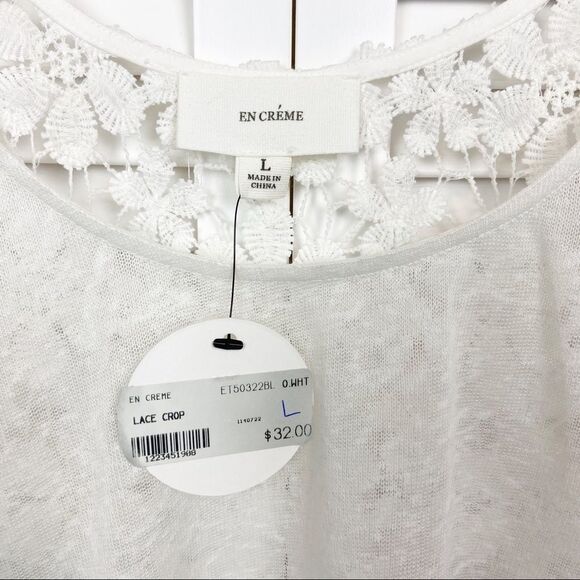 EN CRÉME
L
MADE IN
CHINA
EN CREME ET50322BL O.WHT
LACE CROP 1140722 L
1223451908 $32.00